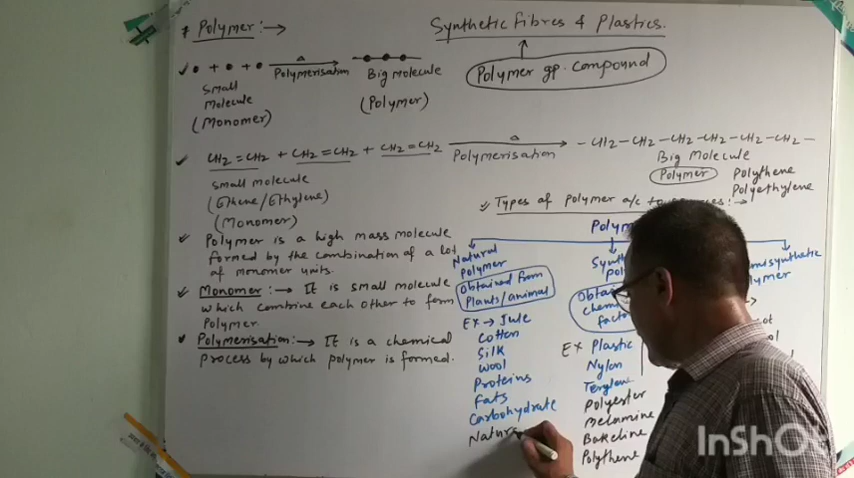 * Polymer :→
Synthetic Fibres & Plastics.
Polymer gp. compound
• + • + • △
Polymerisation
Small
Molecule
(Monomer)
Big Molecule
(Polymer)
CH2=CH2 + CH2=CH2 + CH2=CH2 △
Polymerisation
- CH2-CH2-CH2-CH2-CH2-CH2-
small molecule
(Ethene/Ethylene)
(Monomer)
Big Molecule
Polymer
Polythene
Polyethylene
Polymer is a high mass molecule
formed by the combination of a lot
of monomer units.
Monomer :→ It is small molecule
which combine each other to form
Polymer.
Polymerisation :→ It is a chemical
process by which polymer is formed.
Types of Polymer a/c to
Natural
Polymer
Obtained from
Plants/animal
Ex → Jute
Cotton
Silk
Wool
Proteins
Fats
Carbohydrate
Ex Plastic
Nylon
Terylene
Polyester
Melamine
Bakeline
Polythene
InShOt